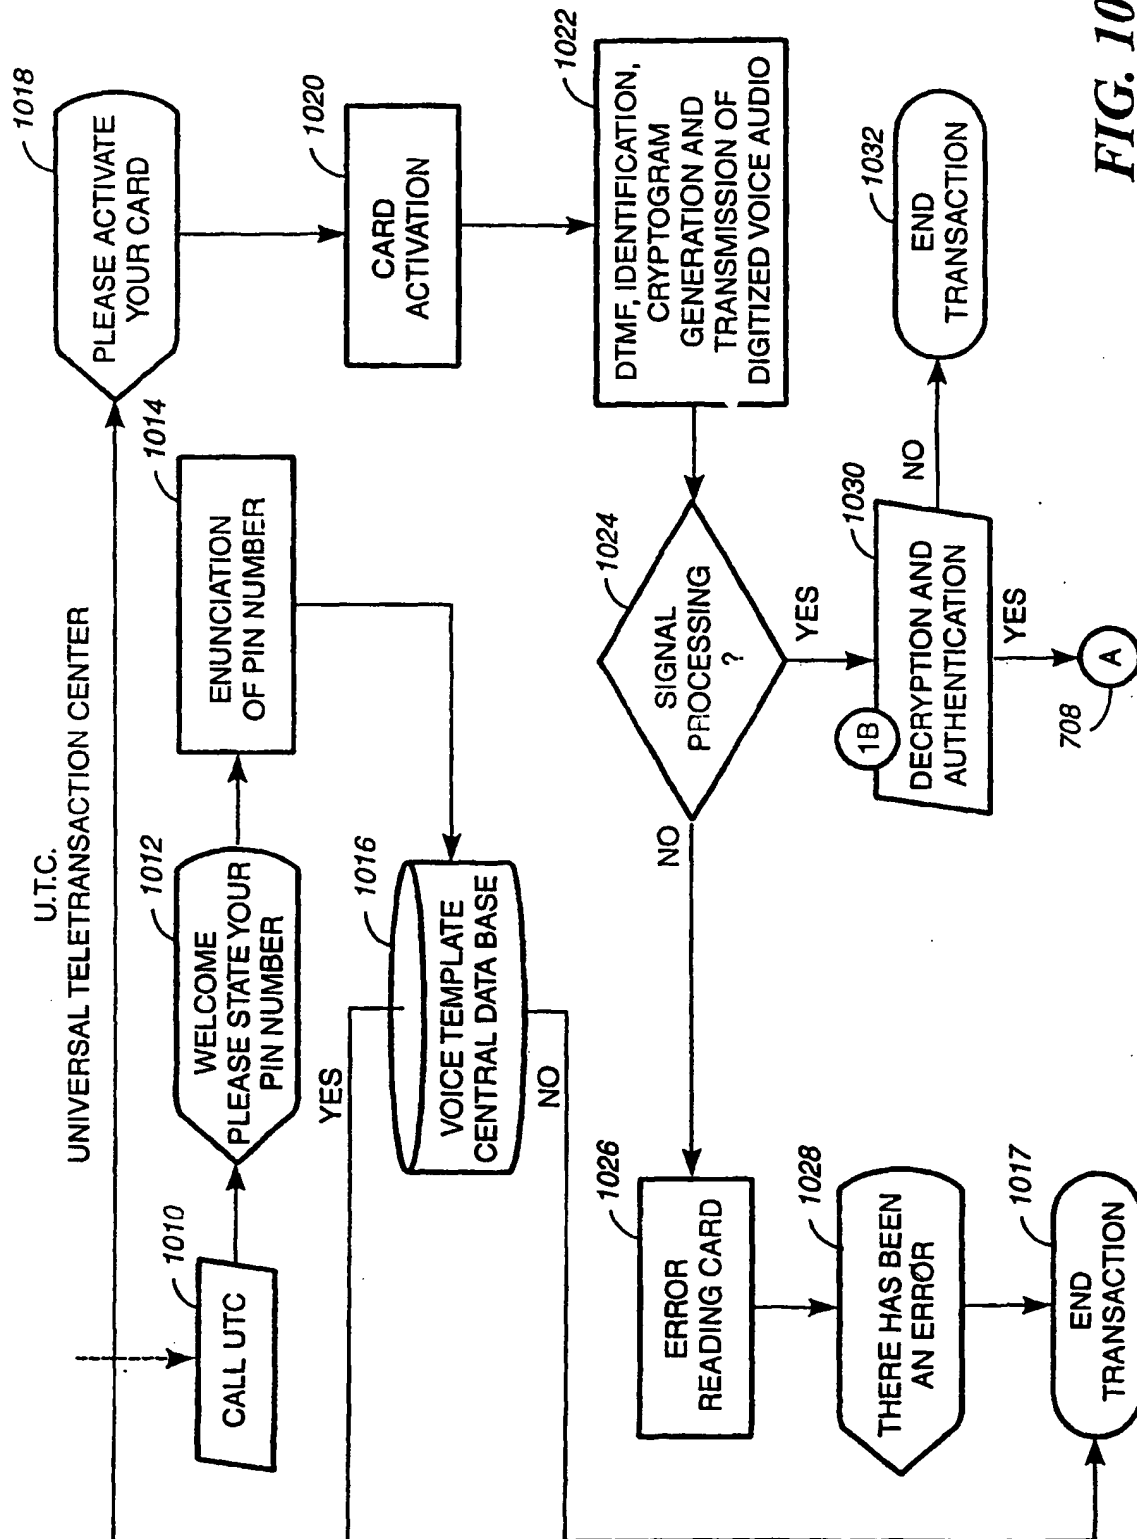 U.T.C.
UNIVERSAL TELETRANSACTION CENTER
1010
CALL UTC
1012
WELCOME
PLEASE STATE YOUR
PIN NUMBER
1014
ENUNCIATION
OF PIN NUMBER
1018
PLEASE ACTIVATE
YOUR CARD
YES
1016
VOICE TEMPLATE
CENTRAL DATA BASE
NO
1020
CARD
ACTIVATION
1022
DTMF, IDENTIFICATION,
CRYPTOGRAM
GENERATION AND
TRANSMISSION OF
DIGITIZED VOICE AUDIO
1024
SIGNAL
PROCESSING
?
NO
YES
1026
ERROR
READING CARD
1028
THERE HAS BEEN
AN ERROR
1017
END
TRANSACTION
1B
1030
DECRYPTION AND
AUTHENTICATION
NO
YES
1032
END
TRANSACTION
708
A
FIG. 10